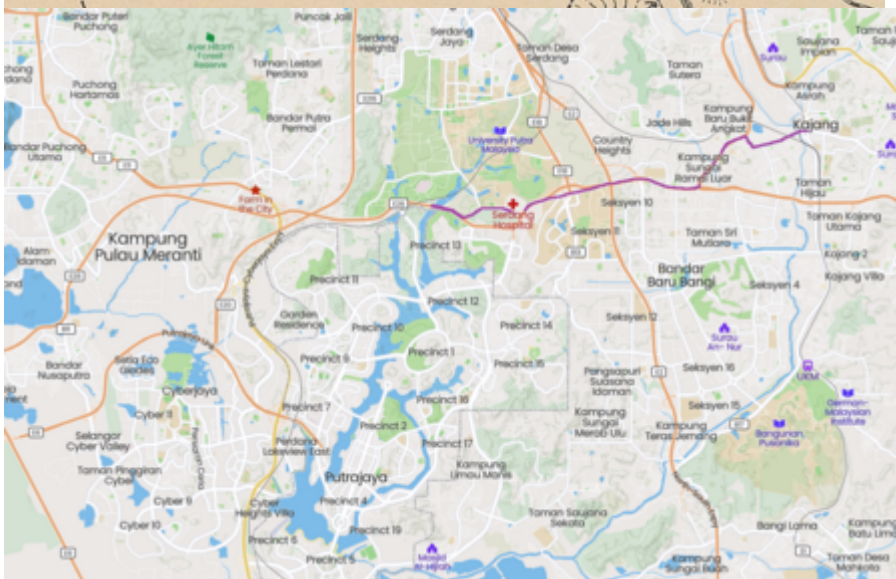 Bandar Puteri
Puchong
Puncak Jalil
Serdang
Heights
Serdang
Jaya
Taman Desa
Serdang
Taman
Sutera
Surau
Saujana
Impian
Ayer Hitam
Forest
Reserve
Taman Lestari
Perdana
Puchong
Hartamas
Bandar Putra
Permai
Kampung
Asrah
Kampung
Baru Bukit
Angkat
Kajang
Jade Hills
Country
Heights
University Putra
Malaysia
Bandar Puchong
Utama
Farm in
the City
Serdang
Hospital
Kampung
Sungai
Ramal Luar
Taman
Hijau
Seksyen 10
Seksyen 11
Taman Sri
Mutiara
Taman Kajang
Utama
Kajang 2
Kajang Villa
Kampung
Pulau Meranti
Alam
Idaman
Precinct 13
Precinct 11
Precinct 12
Garden
Residence
Precinct 10
Precinct 14
Precinct 9
Precinct 1
Precinct 15
Bandar
Baru Bangi
Seksyen 4
Seksyen 12
Surau
An- Nur
Seksyen 16
UKM
Seksyen 15
German-
Malaysian
Institute
Bangunan
Pusanika
Putrajaya Link
Bandar
Nusaputra
Setia Eco
Glades
Cyberjaya
Cyber 11
Selangor
Cyber Valley
Taman Pinggiran
Cyber
Cyber 9
Cyber 10
Precinct 7
Perdana
Lakeview East
Precinct 16
Precinct 2
Precinct 17
Putrajaya
Precinct 4
Cyber
Heights Villa
Precinct 6
Precinct 19
Precinct 5
Pangsapuri
Suasana
Idaman
Kampung
Sungai
Merab Ulu
Kampung
Teras Jernang
Kampung
Limau Manis
Taman Saujana
Sekata
Masjid
Al-Hijrah
Kampung
Sungai Buah
Bangi Lama
Kampung
Batu Lima
Taman Desa
Mahkota